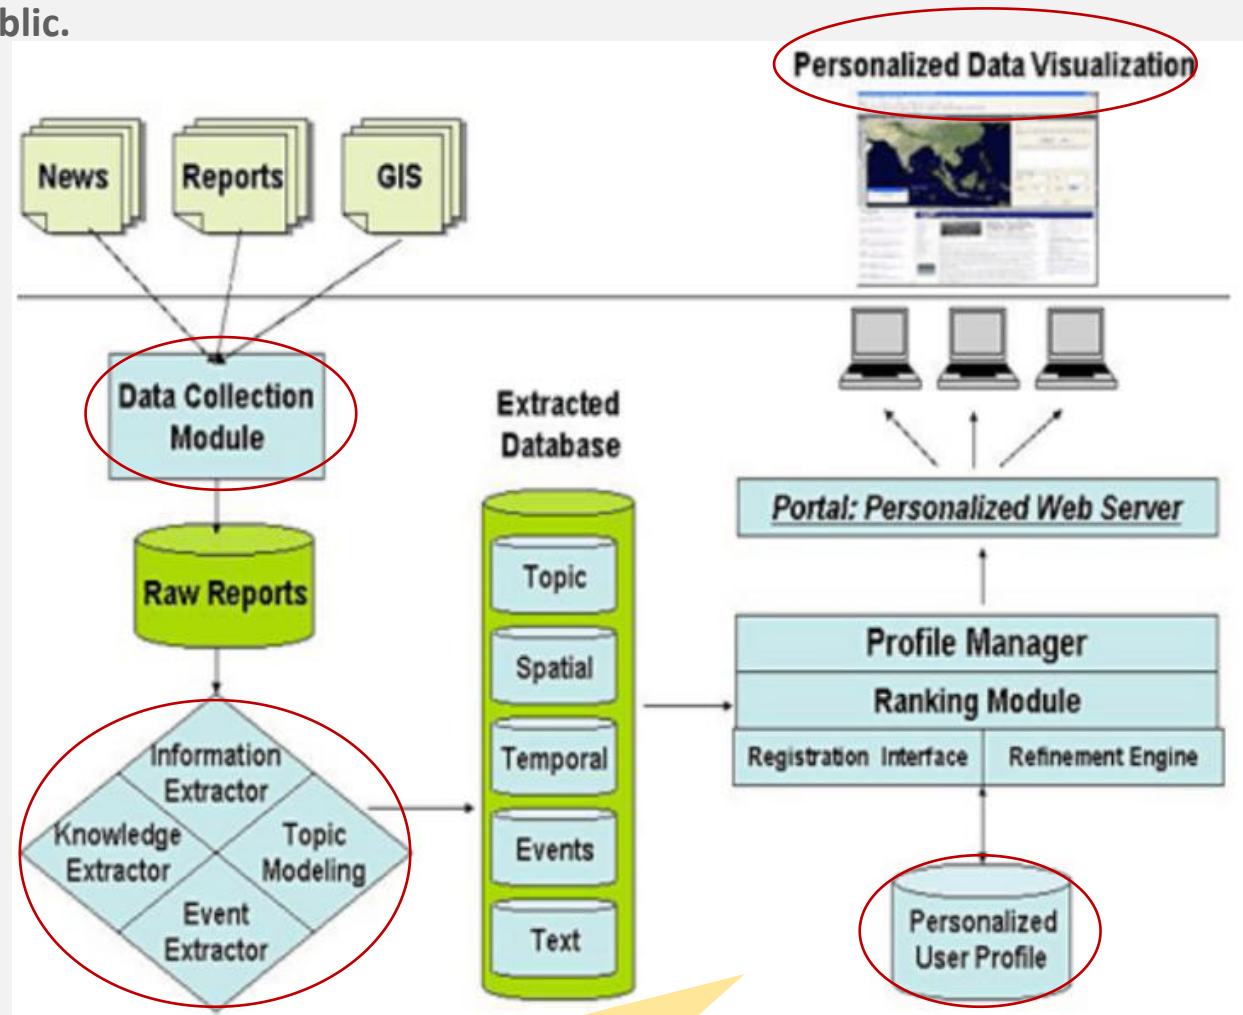 blic.
Personalized Data Visualization
News
Reports
GIS
Data Collection
Module
Raw Reports
Information
Extractor
Knowledge
Extractor
Topic
Modeling
Event
Extractor
Extracted
Database
Topic
Spatial
Temporal
Events
Text
Portal: Personalized Web Server
Profile Manager
Ranking Module
Registration Interface
Refinement Engine
Personalized
User Profile